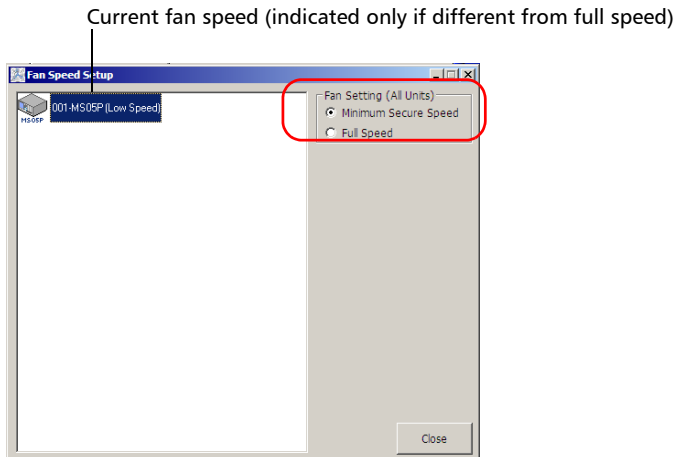 Current fan speed (indicated only if different from full speed)
Fan Speed Setup
001-MS05P (Low Speed)
MS05P
Fan Setting (All Units)
Minimum Secure Speed
Full Speed
Close